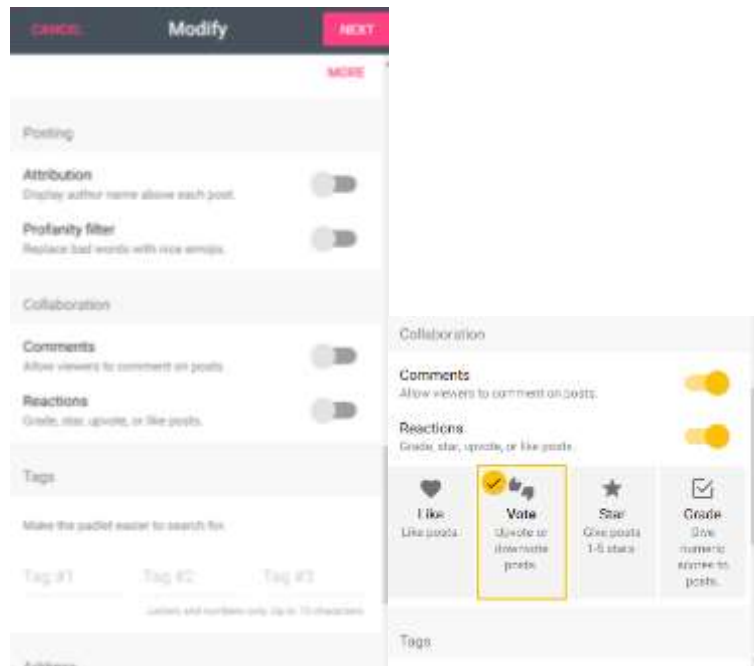 CANCEL
Modify
NEXT
MORE
Posting
Attribution
Display author name above each post.
Profanity filter
Replace bad words with nice emojis.
Collaboration
Comments
Allow viewers to comment on posts.
Reactions
Grade, star, upvote, or like posts.
Tags
Make the padlet easier to search for.
Tag #1
Tag #2
Tag #3
Letters and numbers only. Up to 15 characters.
Address
Collaboration
Comments
Allow viewers to comment on posts.
Reactions
Grade, star, upvote, or like posts.
Like
Like posts.
Vote
Upvote or
downvote
posts.
Star
Give posts
1-5 stars.
Grade
Give
numeric
scores to
posts.
Tags